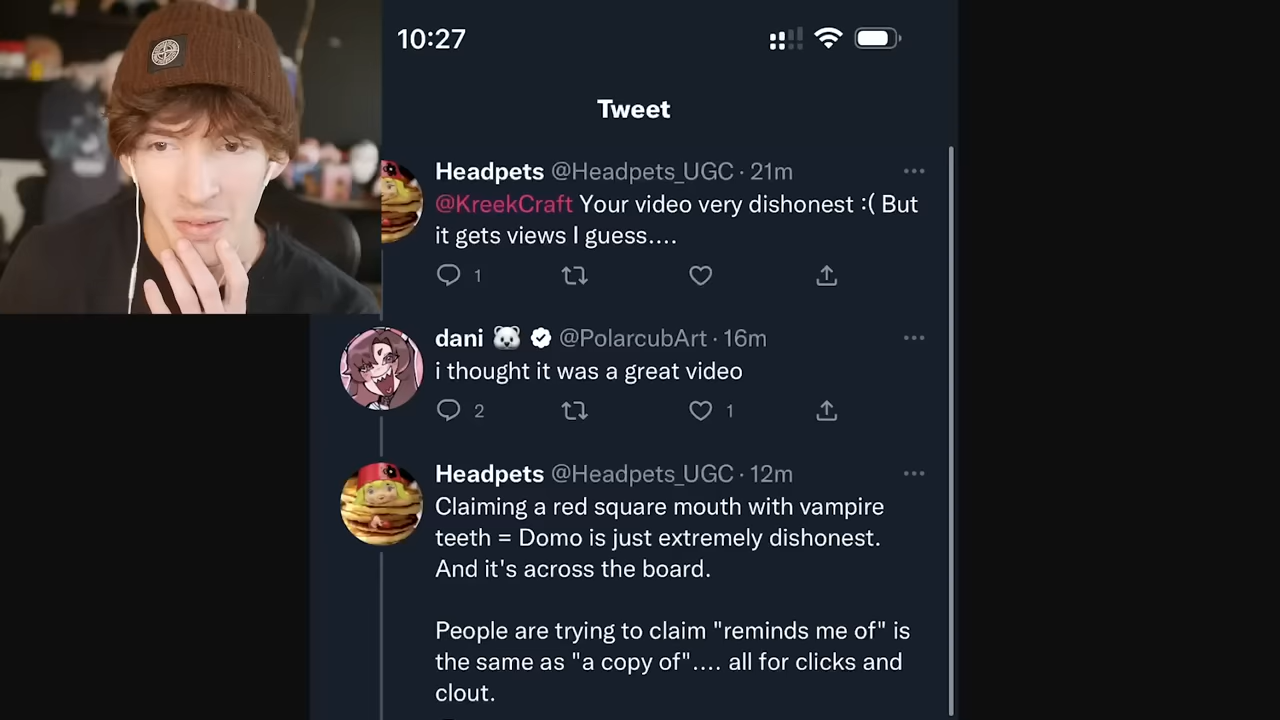 10:27
Tweet
Headpets @Headpets_UGC · 21m
@KreekCraft Your video very dishonest :( But
it gets views I guess....
1
dani 🐻‍❄️ @PolarcubArt · 16m
i thought it was a great video
2 1
Headpets @Headpets_UGC · 12m
Claiming a red square mouth with vampire
teeth = Domo is just extremely dishonest.
And it's across the board.
People are trying to claim "reminds me of" is
the same as "a copy of".... all for clicks and
clout.